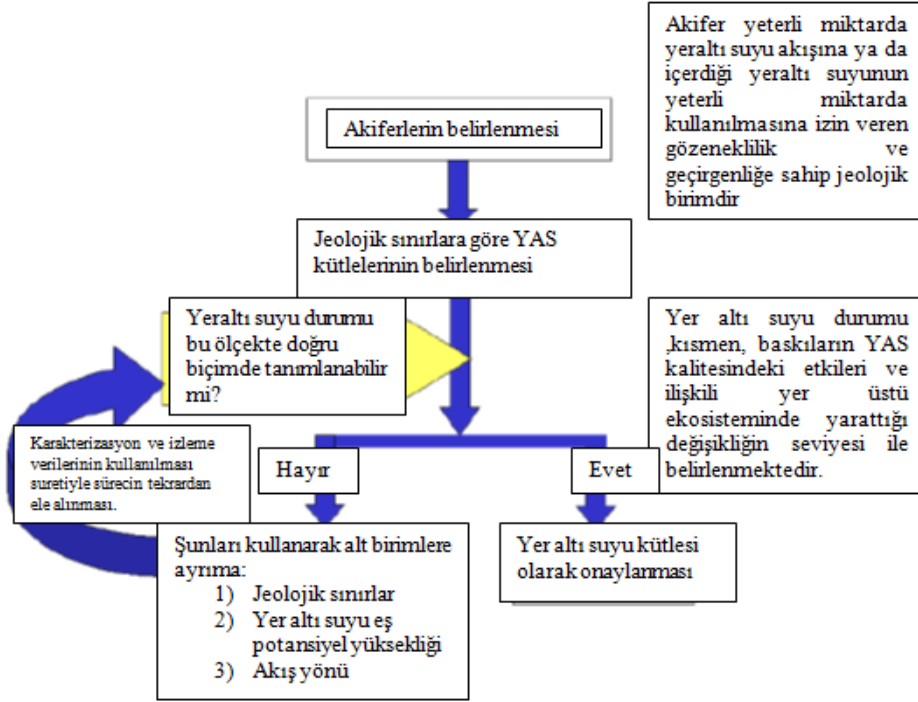 Akifer yeterli miktarda
yeraltı suyu akışına ya da
içerdiği yeraltı suyunun
yeterli miktarda
kullanılmasına izin veren
gözeneklilik ve
geçirgenliğe sahip jeolojik
birimdir
Akiferlerin belirlenmesi
Jeolojik sınırlara göre YAS
kütlelerinin belirlenmesi
Yeraltı suyu durumu
bu ölçekte doğru
biçimde tanımlanabilir
mi?
Yer altı suyu durumu
,kısmen, baskıların YAS
kalitesindeki etkileri ve
ilişkili yer üstü
ekosisteminde yarattığı
değişikliğin seviyesi ile
belirlenmektedir.
Karakterizasyon ve izleme
verilerinin kullanılması
suretiyle sürecin tekrardan
ele alınması.
Hayır
Evet
Şunları kullanarak alt birimlere
ayrıma:
1) Jeolojik sınırlar
2) Yer altı suyu eş
potansiyel yüksekliği
3) Akış yönü
Yer altı suyu kütlesi
olarak onaylanması